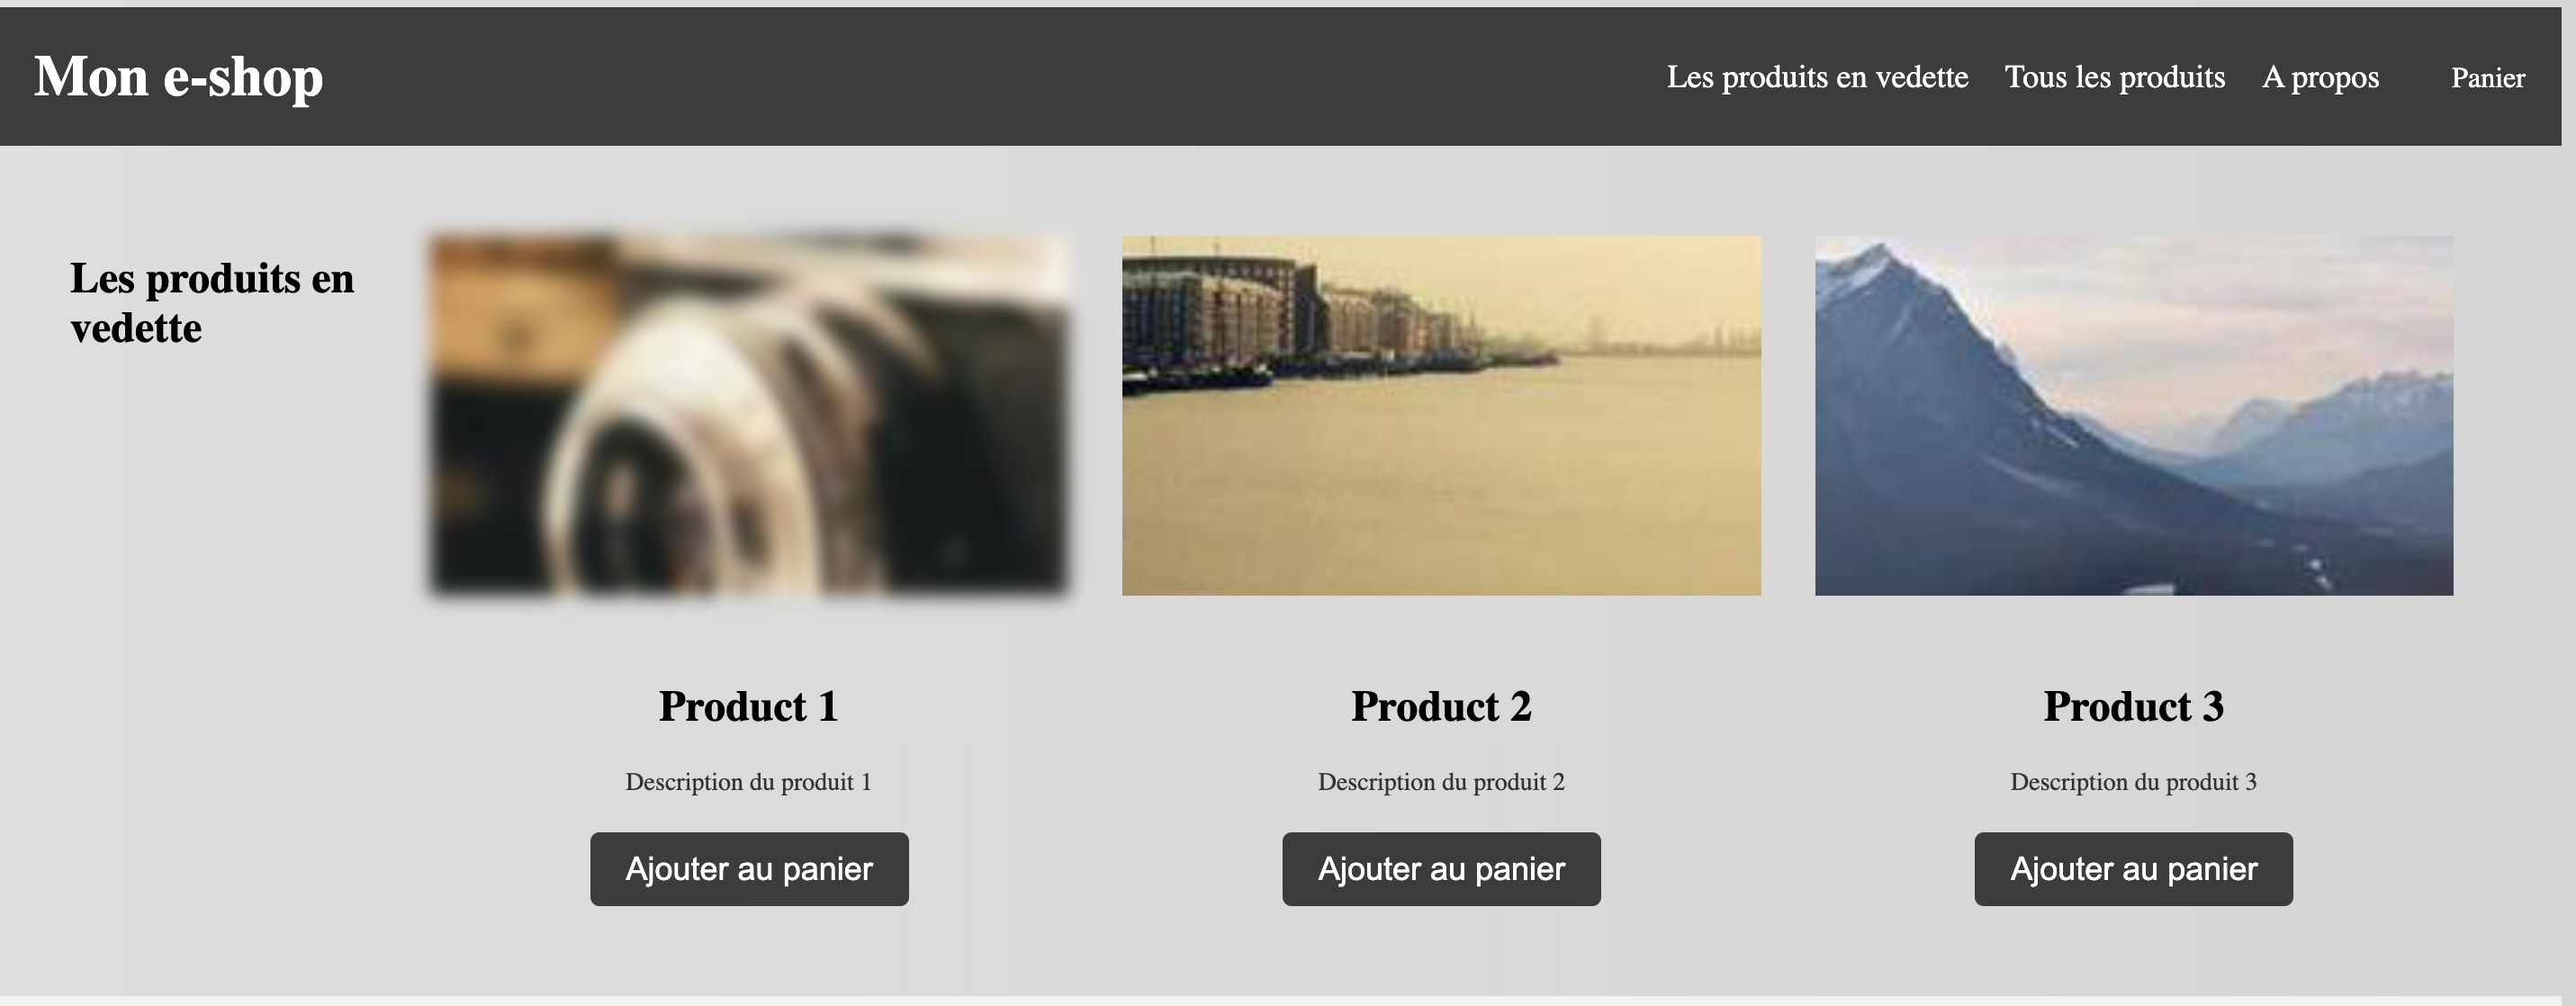 Mon e-shop
Les produits en vedette Tous les produits A propos Panier
Les produits en
vedette
Product 1
Description du produit 1
Ajouter au panier
Product 2
Description du produit 2
Ajouter au panier
Product 3
Description du produit 3
Ajouter au panier